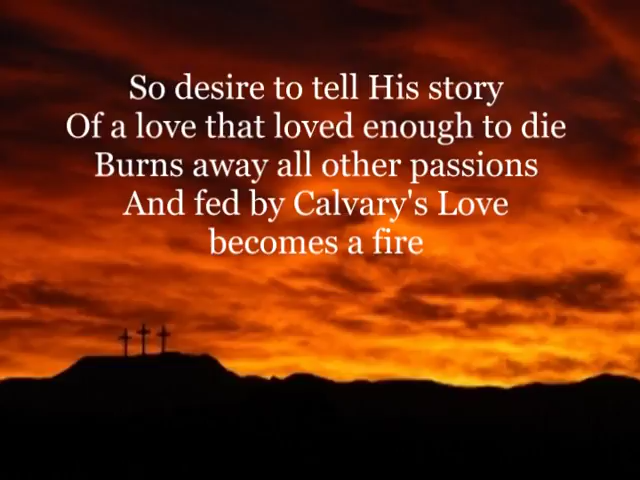 So desire to tell His story
Of a love that loved enough to die
Burns away all other passions
And fed by Calvary's Love
becomes a fire